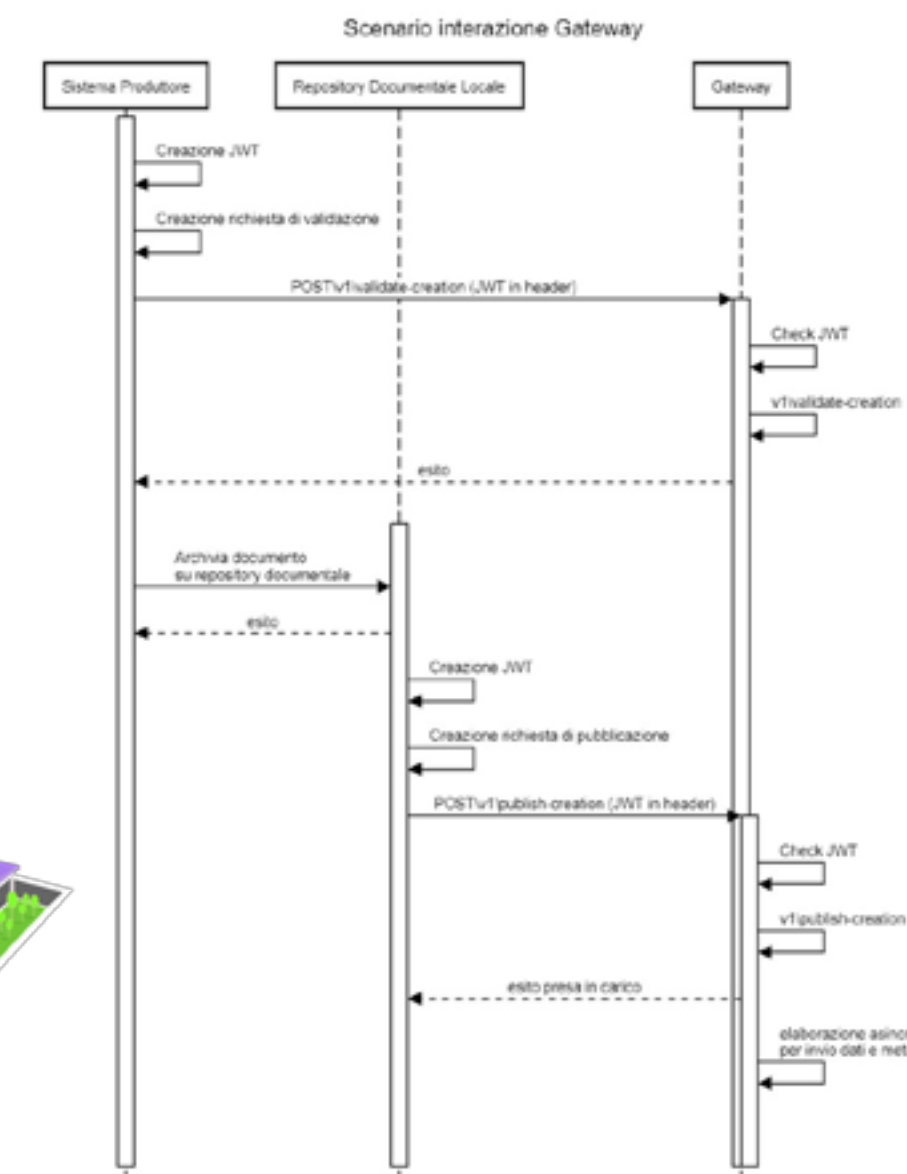 Scenario interazione Gateway
Sistema Produttore
Repository Documentale Locale
Gateway
Creazione JWT
Creazione richiesta di validazione
POST\v1\validate-creation (JWT in header)
Check JWT
v1\validate-creation
esito
Archivia documento
su repository documentale
esito
Creazione JWT
Creazione richiesta di pubblicazione
POST\v1\publish-creation (JWT in header)
Check JWT
v1\publish-creation
esito presa in carico
elaborazione
per invio dati e